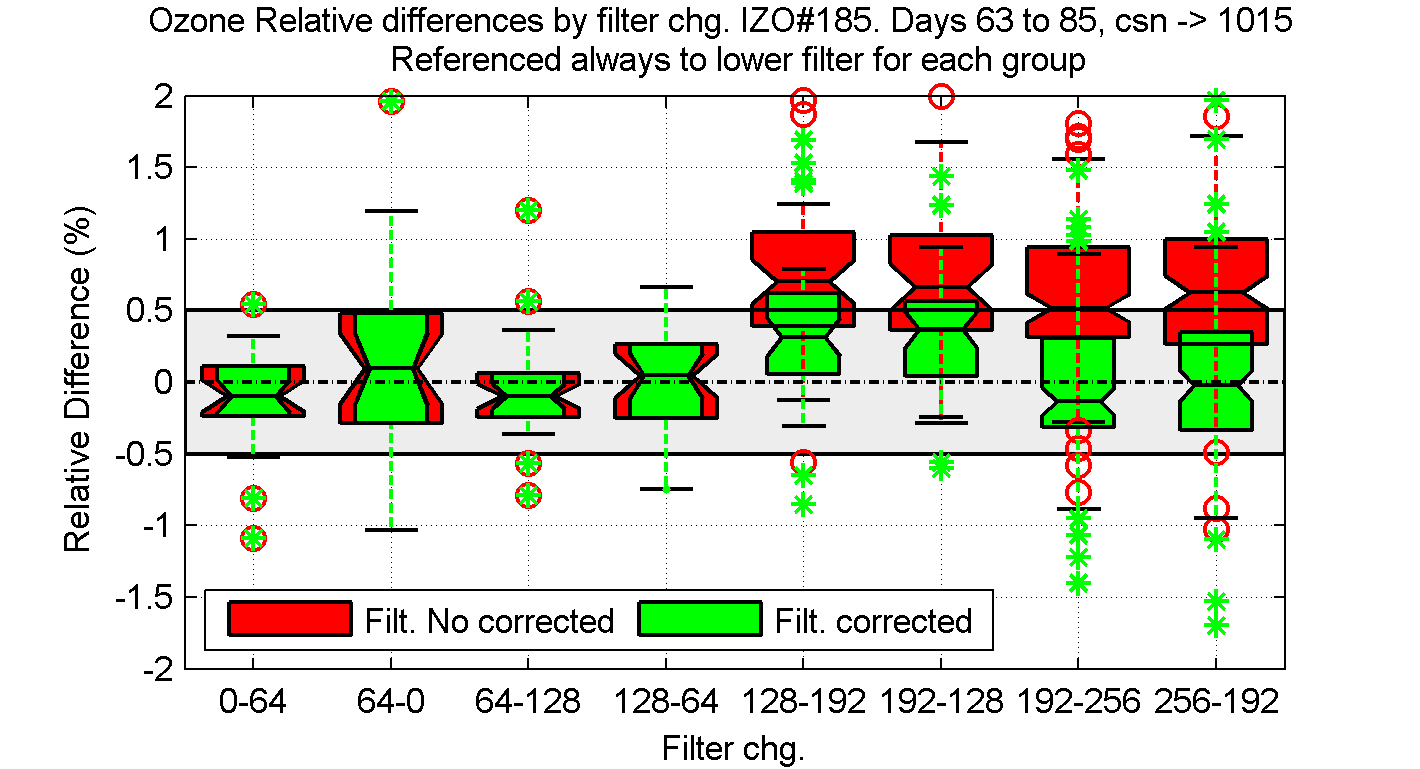 Ozone Relative differences by filter chg. IZO#185. Days 63 to 85, csn -> 1015
Referenced always to lower filter for each group
Relative Difference (%)
2
1.5
1
0.5
0
-0.5
-1
-1.5
-2
Filt. No corrected
Filt. corrected
0-64
64-0
64-128
128-64
128-192
192-128
192-256
256-192
Filter chg.